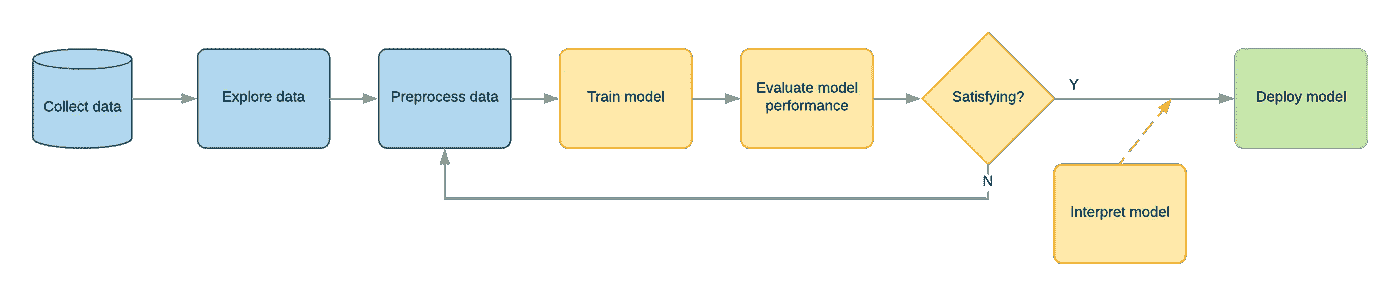 Collect data
Explore data
Preprocess data
Train model
Evaluate model
performance
Satisfying?
Y
Deploy model
N
Interpret model